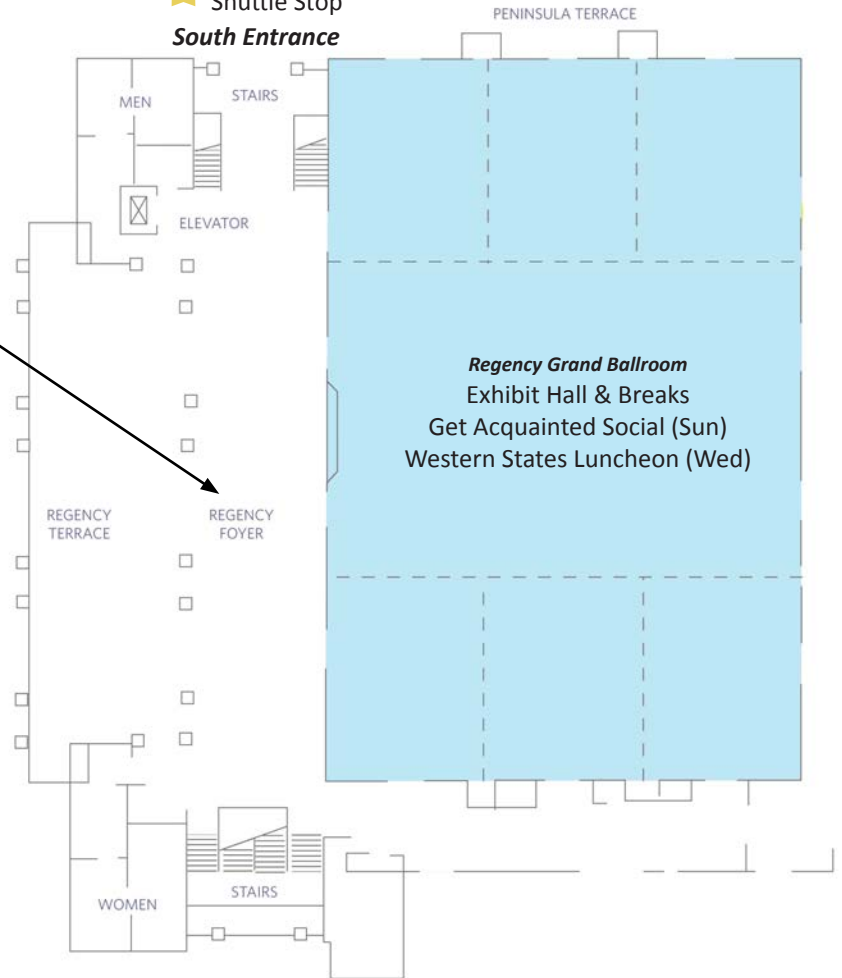 Shuttle Stop
South Entrance
PENINSULA TERRACE
MEN
STAIRS
ELEVATOR
Regency Grand Ballroom
Exhibit Hall & Breaks
Get Acquainted Social (Sun)
Western States Luncheon (Wed)
REGENCY
TERRACE
REGENCY
FOYER
STAIRS
WOMEN